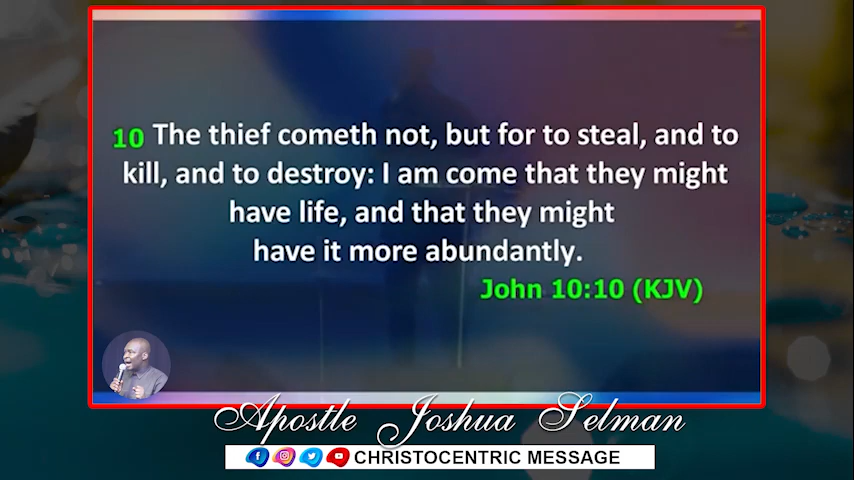 10 The thief cometh not, but for to steal, and to
kill, and to destroy: I am come that they might
have life, and that they might
have it more abundantly.
John 10:10 (KJV)
Apostle Joshua Selman
CHRISTOCENTRIC MESSAGE